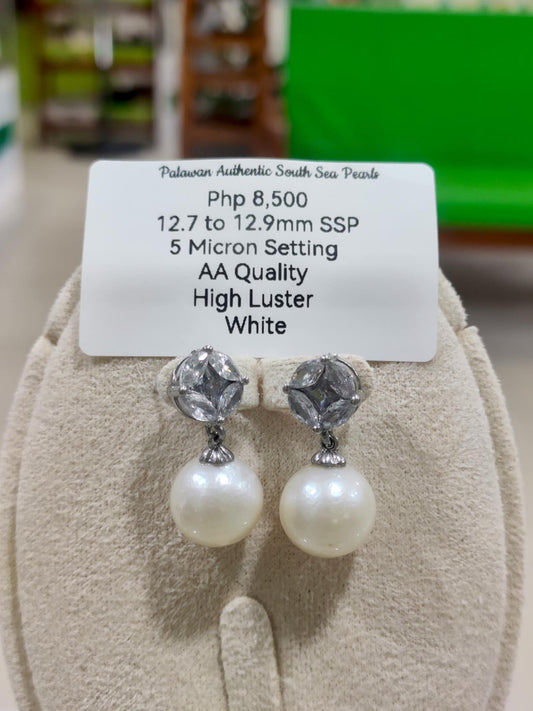 Palawan Authentic South Sea Pearls
Php 8,500
12.7 to 12.9mm SSP
5 Micron Setting
AA Quality
High Luster
White